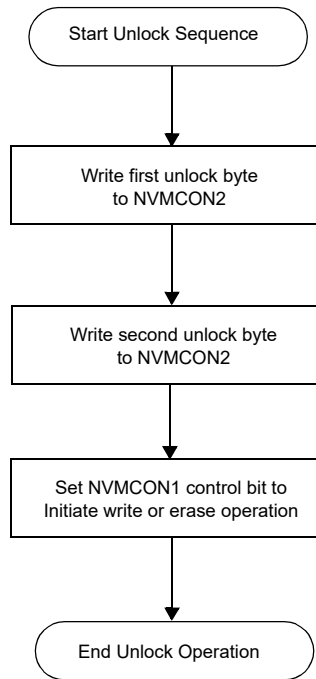 Start Unlock Sequence
Write first unlock byte
to NVMCON2
Write second unlock byte
to NVMCON2
Set NVMCON1 control bit to
Initiate write or erase operation
End Unlock Operation